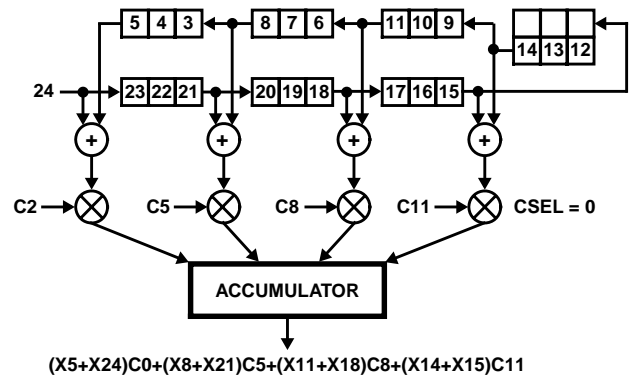 5 4 3 8 7 6 11 10 9
14 13 12
24 23 22 21 20 19 18 17 16 15
+ + + +
C2 C5 C8 C11 CSEL = 0
ACCUMULATOR
(X5+X24)C0+(X8+X21)C5+(X11+X18)C8+(X14+X15)C11